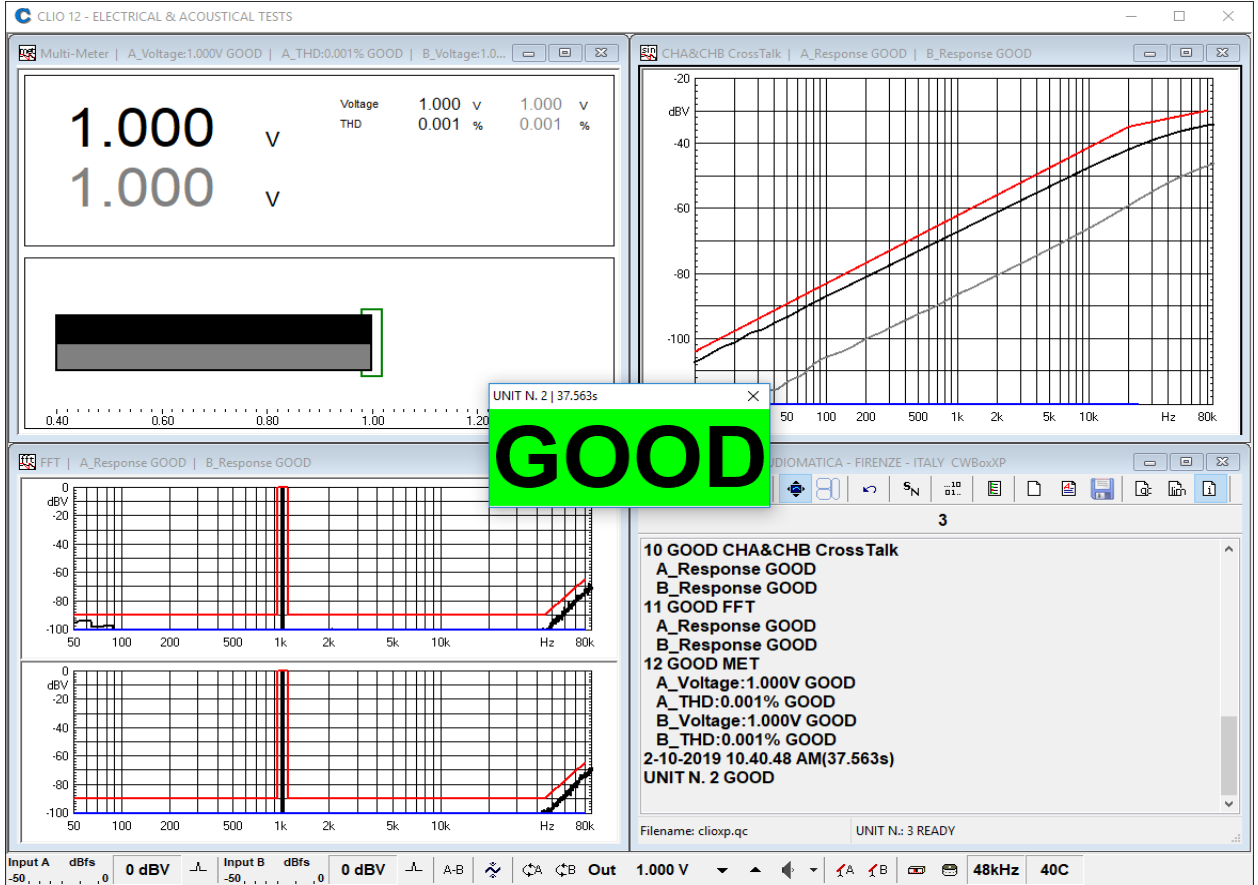 CLIO 12 - ELECTRICAL & ACOUSTICAL TESTS
Multi-Meter | A_Voltage:1.000V GOOD | A_THD:0.001% GOOD | B_Voltage:1.0...
1.000 V
1.000 V
Voltage 1.000 V 1.000 V
THD 0.001 % 0.001 %
0.40 0.60 0.80 1.00 1.20
CHA&CHB CrossTalk | A_Response GOOD | B_Response GOOD
-20
dBV
-40
-60
-80
-100
50 100 200 500 1k 2k 5k 10k Hz 80k
UNIT N. 2 | 37.563s
GOOD
FFT | A_Response GOOD | B_Response GOOD
0
dBV
-20
-40
-60
-80
-100
50 100 200 500 1k 2k 5k 10k Hz 80k
0
dBV
-20
-40
-60
-80
-100
50 100 200 500 1k 2k 5k 10k Hz 80k
- FIRENZE - ITALY CWBoxXP
3
10 GOOD CHA&CHB CrossTalk
A_Response GOOD
B_Response GOOD
11 GOOD FFT
A_Response GOOD
B_Response GOOD
12 GOOD MET
A_Voltage:1.000V GOOD
A_THD:0.001% GOOD
B_Voltage:1.000V GOOD
B_THD:0.001% GOOD
2-10-2019 10.40.48 AM(37.563s)
UNIT N. 2 GOOD
Filename: clioxp.qc UNIT N.: 3 READY
Input A dBfs
-50 0
0 dBV
Input B dBfs
-50 0
0 dBV
A-B A B Out 1.000 V A B 48kHz 40C